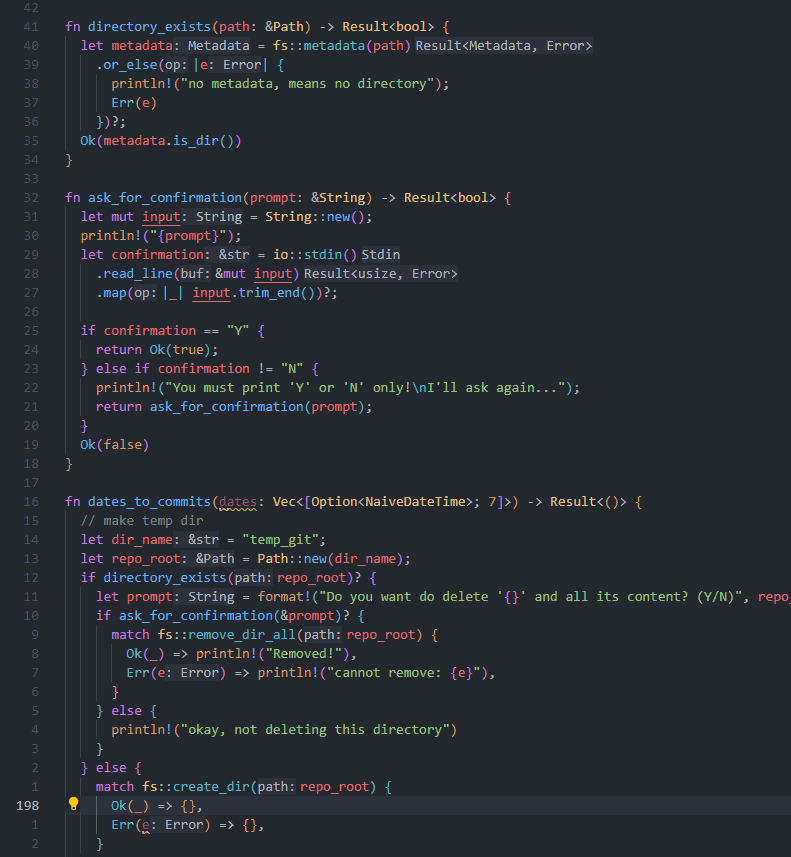 42
41 fn directory_exists(path: &Path) -> Result<bool> {
40 let metadata: Metadata = fs::metadata(path) Result<Metadata, Error>
39 .or_else(op: |e: Error| {
38 println!("no metadata, means no directory");
37 Err(e)
36 })?;
35 Ok(metadata.is_dir())
34 }
33
32 fn ask_for_confirmation(prompt: &String) -> Result<bool> {
31 let mut input: String = String::new();
30 println!("{prompt}");
29 let confirmation: &str = io::stdin() Stdin
28 .read_line(buf: &mut input) Result<usize, Error>
27 .map(op: |_| input.trim_end())?;
26
25 if confirmation == "Y" {
24 return Ok(true);
23 } else if confirmation != "N" {
22 println!("You must print 'Y' or 'N' only!\nI'll ask again...");
21 return ask_for_confirmation(prompt);
20 }
19 Ok(false)
18 }
17
16 fn dates_to_commits(dates: Vec<[Option<NaiveDateTime>; 7]>) -> Result<()> {
15 // make temp dir
14 let dir_name: &str = "temp_git";
13 let repo_root: &Path = Path::new(dir_name);
12 if directory_exists(path: repo_root)? {
11 let prompt: String = format!("Do you want do delete '{}' and all its content? (Y/N)", repo_
10 if ask_for_confirmation(&prompt)? {
9 match fs::remove_dir_all(path: repo_root) {
8 Ok(_) => println!("Removed!"),
7 Err(e: Error) => println!("cannot remove: {e}"),
6 }
5 } else {
4 println!("okay, not deleting this directory")
3 }
2 } else {
1 match fs::create_dir(path: repo_root) {
198 Ok(_) => {},
1 Err(e: Error) => {},
2 }